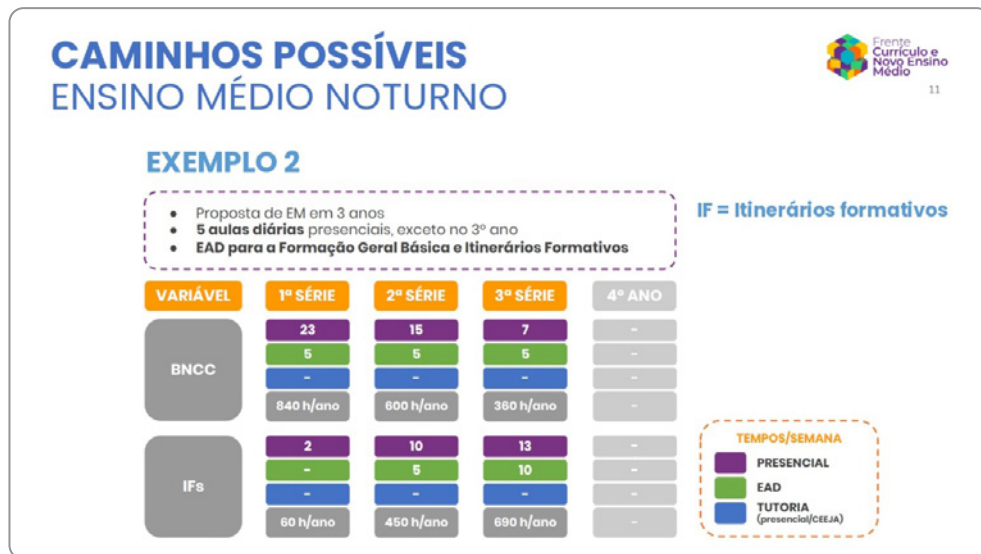 CAMINHOS POSSÍVEIS
ENSINO MÉDIO NOTURNO
Frente
Currículo e
Novo Ensino
Médio
11
EXEMPLO 2
• Proposta de EM em 3 anos
• 5 aulas diárias presenciais, exceto no 3º ano
• EAD para a Formação Geral Básica e Itinerários Formativos
IF = Itinerários formativos
VARIÁVEL 1ª SÉRIE 2ª SÉRIE 3ª SÉRIE 4º ANO
BNCC
23 15 7 -
5 5 5 -
- - - -
840 h/ano 600 h/ano 360 h/ano -
IFs
2 10 13 -
- 5 10 -
- - - -
60 h/ano 450 h/ano 690 h/ano -
TEMPOS/SEMANA
PRESENCIAL
EAD
TUTORIA
(presencial/CEEJA)